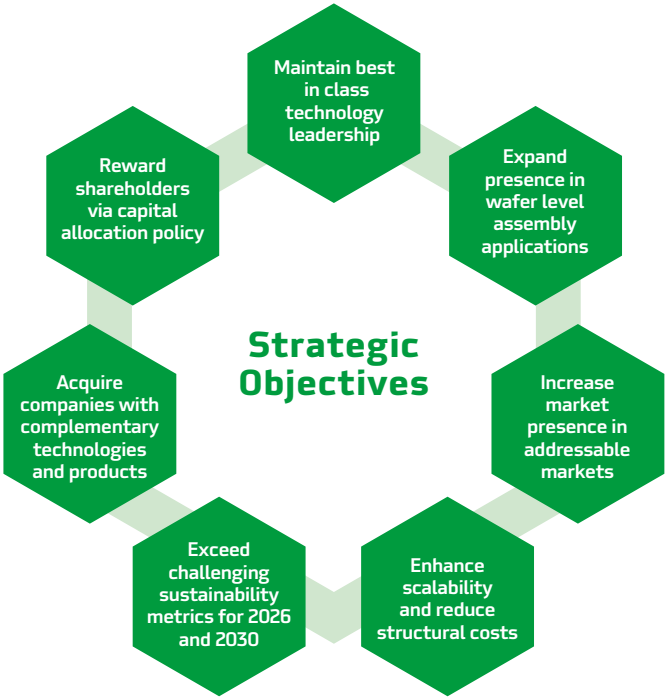 Maintain best
in class
technology
leadership
Expand
presence in
wafer level
assembly
applications
Increase
market
presence in
addressable
markets
Enhance
scalability
and reduce
structural costs
Exceed
challenging
sustainability
metrics for 2026
and 2030
Acquire
companies with
complementary
technologies
and products
Reward
shareholders
via capital
allocation policy
Strategic
Objectives